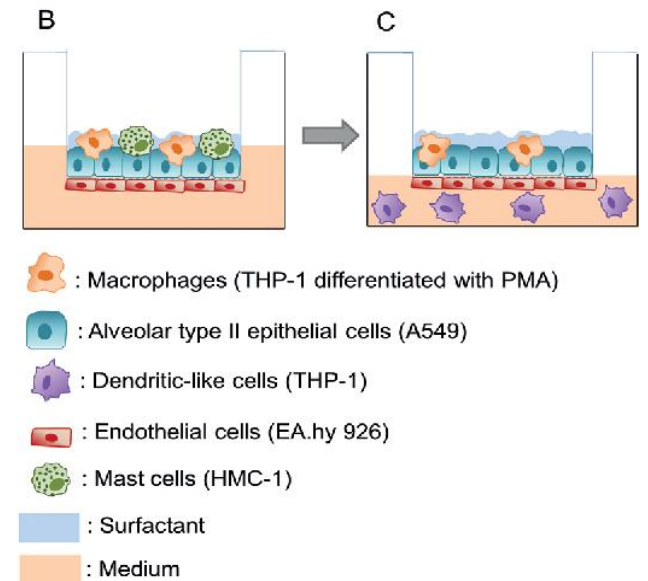 B
C
: Macrophages (THP-1 differentiated with PMA)
: Alveolar type II epithelial cells (A549)
: Dendritic-like cells (THP-1)
: Endothelial cells (EA.hy 926)
: Mast cells (HMC-1)
: Surfactant
: Medium